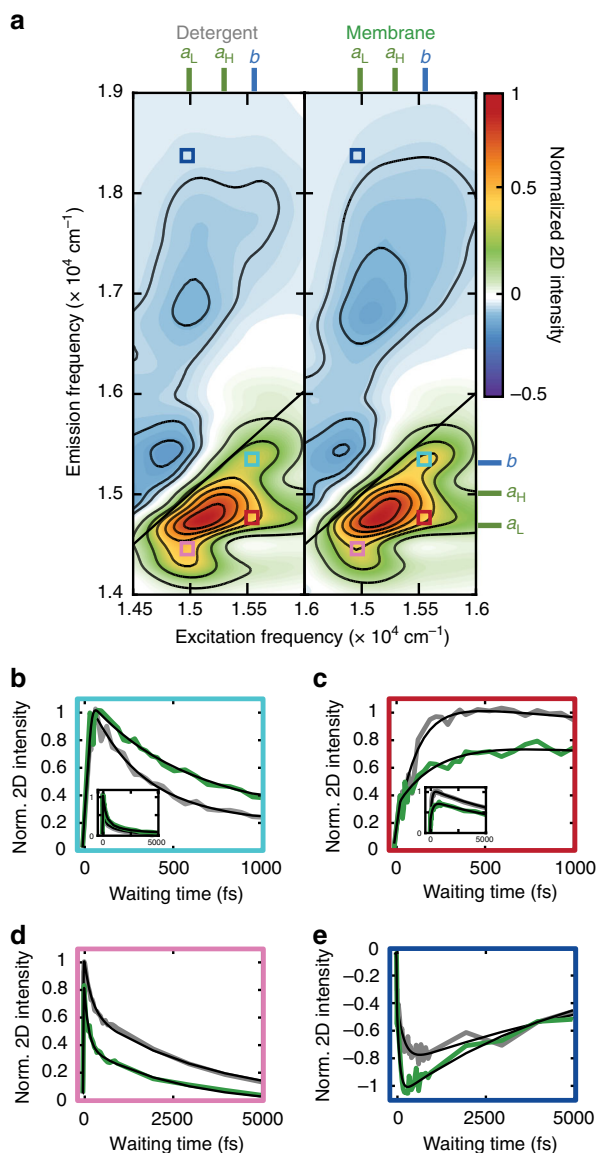 a
Detergent
Membrane
a_L a_H b a_L a_H b
1.9
1.8
1.7
1.6
1.5
1.4
Emission frequency (× 10⁴ cm⁻¹)
1
0.5
0
−0.5
Normalized 2D intensity
b
a_H
a_L
1.45 1.5 1.55 1.6 1.5 1.55 1.6
Excitation frequency (× 10⁴ cm⁻¹)
b
Norm. 2D intensity
1
0.8
0.6
0.4
0.2
0
1
0
0 5000
0 500 1000
Waiting time (fs)
c
Norm. 2D intensity
1
0.8
0.6
0.4
0.2
0
1
0
0 5000
0 500 1000
Waiting time (fs)
d
Norm. 2D intensity
1
0.8
0.6
0.4
0.2
0
0 2500 5000
Waiting time (fs)
e
Norm. 2D intensity
0
−0.2
−0.4
−0.6
−0.8
−1
0 2500 5000
Waiting time (fs)